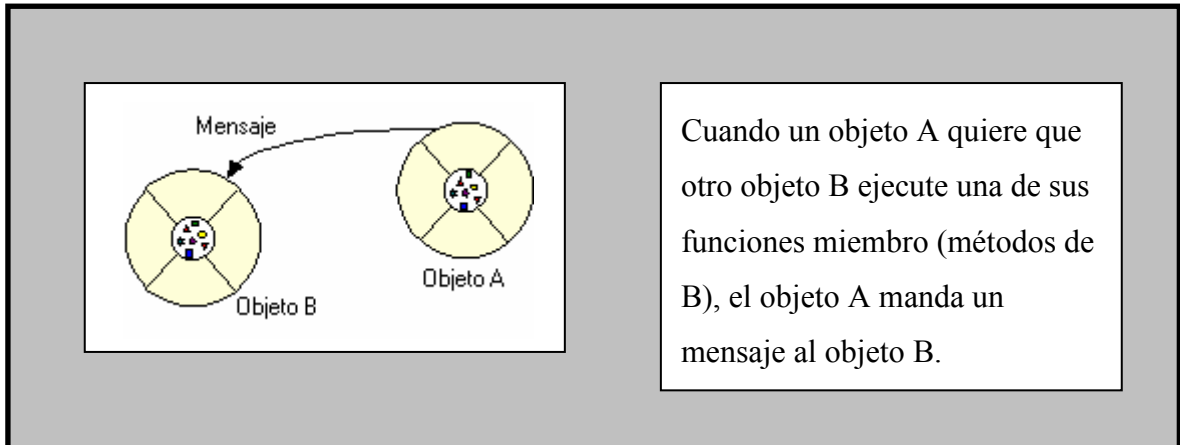 Mensaje
Objeto A
Objeto B
Cuando un objeto A quiere que
otro objeto B ejecute una de sus
funciones miembro (métodos de
B), el objeto A manda un
mensaje al objeto B.